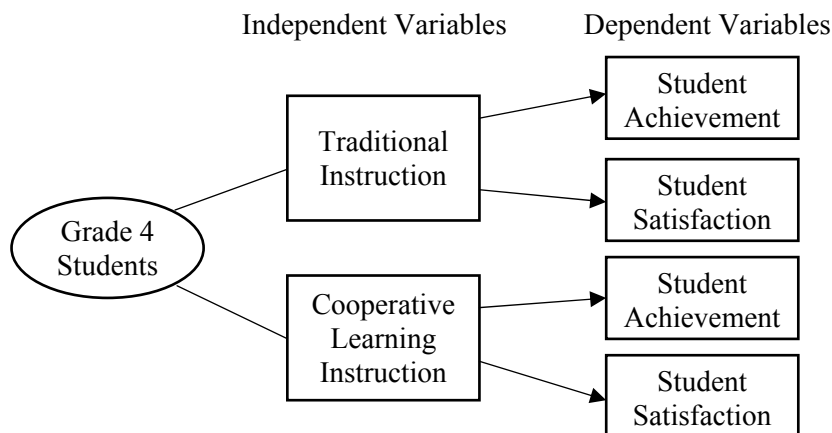 Independent Variables
Dependent Variables
Grade 4
Students
Traditional
Instruction
Student
Achievement
Student
Satisfaction
Cooperative
Learning
Instruction
Student
Achievement
Student
Satisfaction